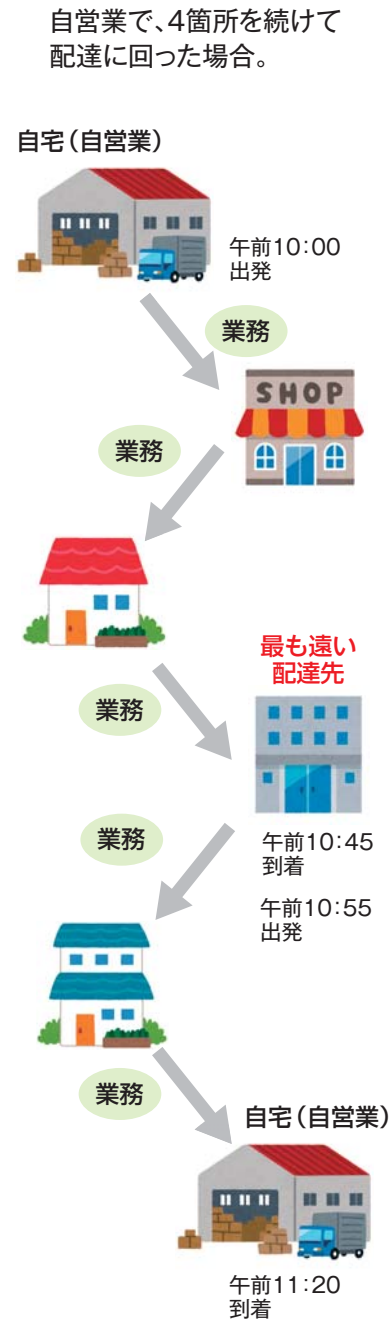 自営業で、4箇所を続けて
配達に回った場合。
自宅（自営業）
午前10：00
出発
業務
SHOP
業務
最も遠い
配達先
業務
午前10：45
到着
午前10：55
出発
業務
業務
自宅（自営業）
午前11：20
到着